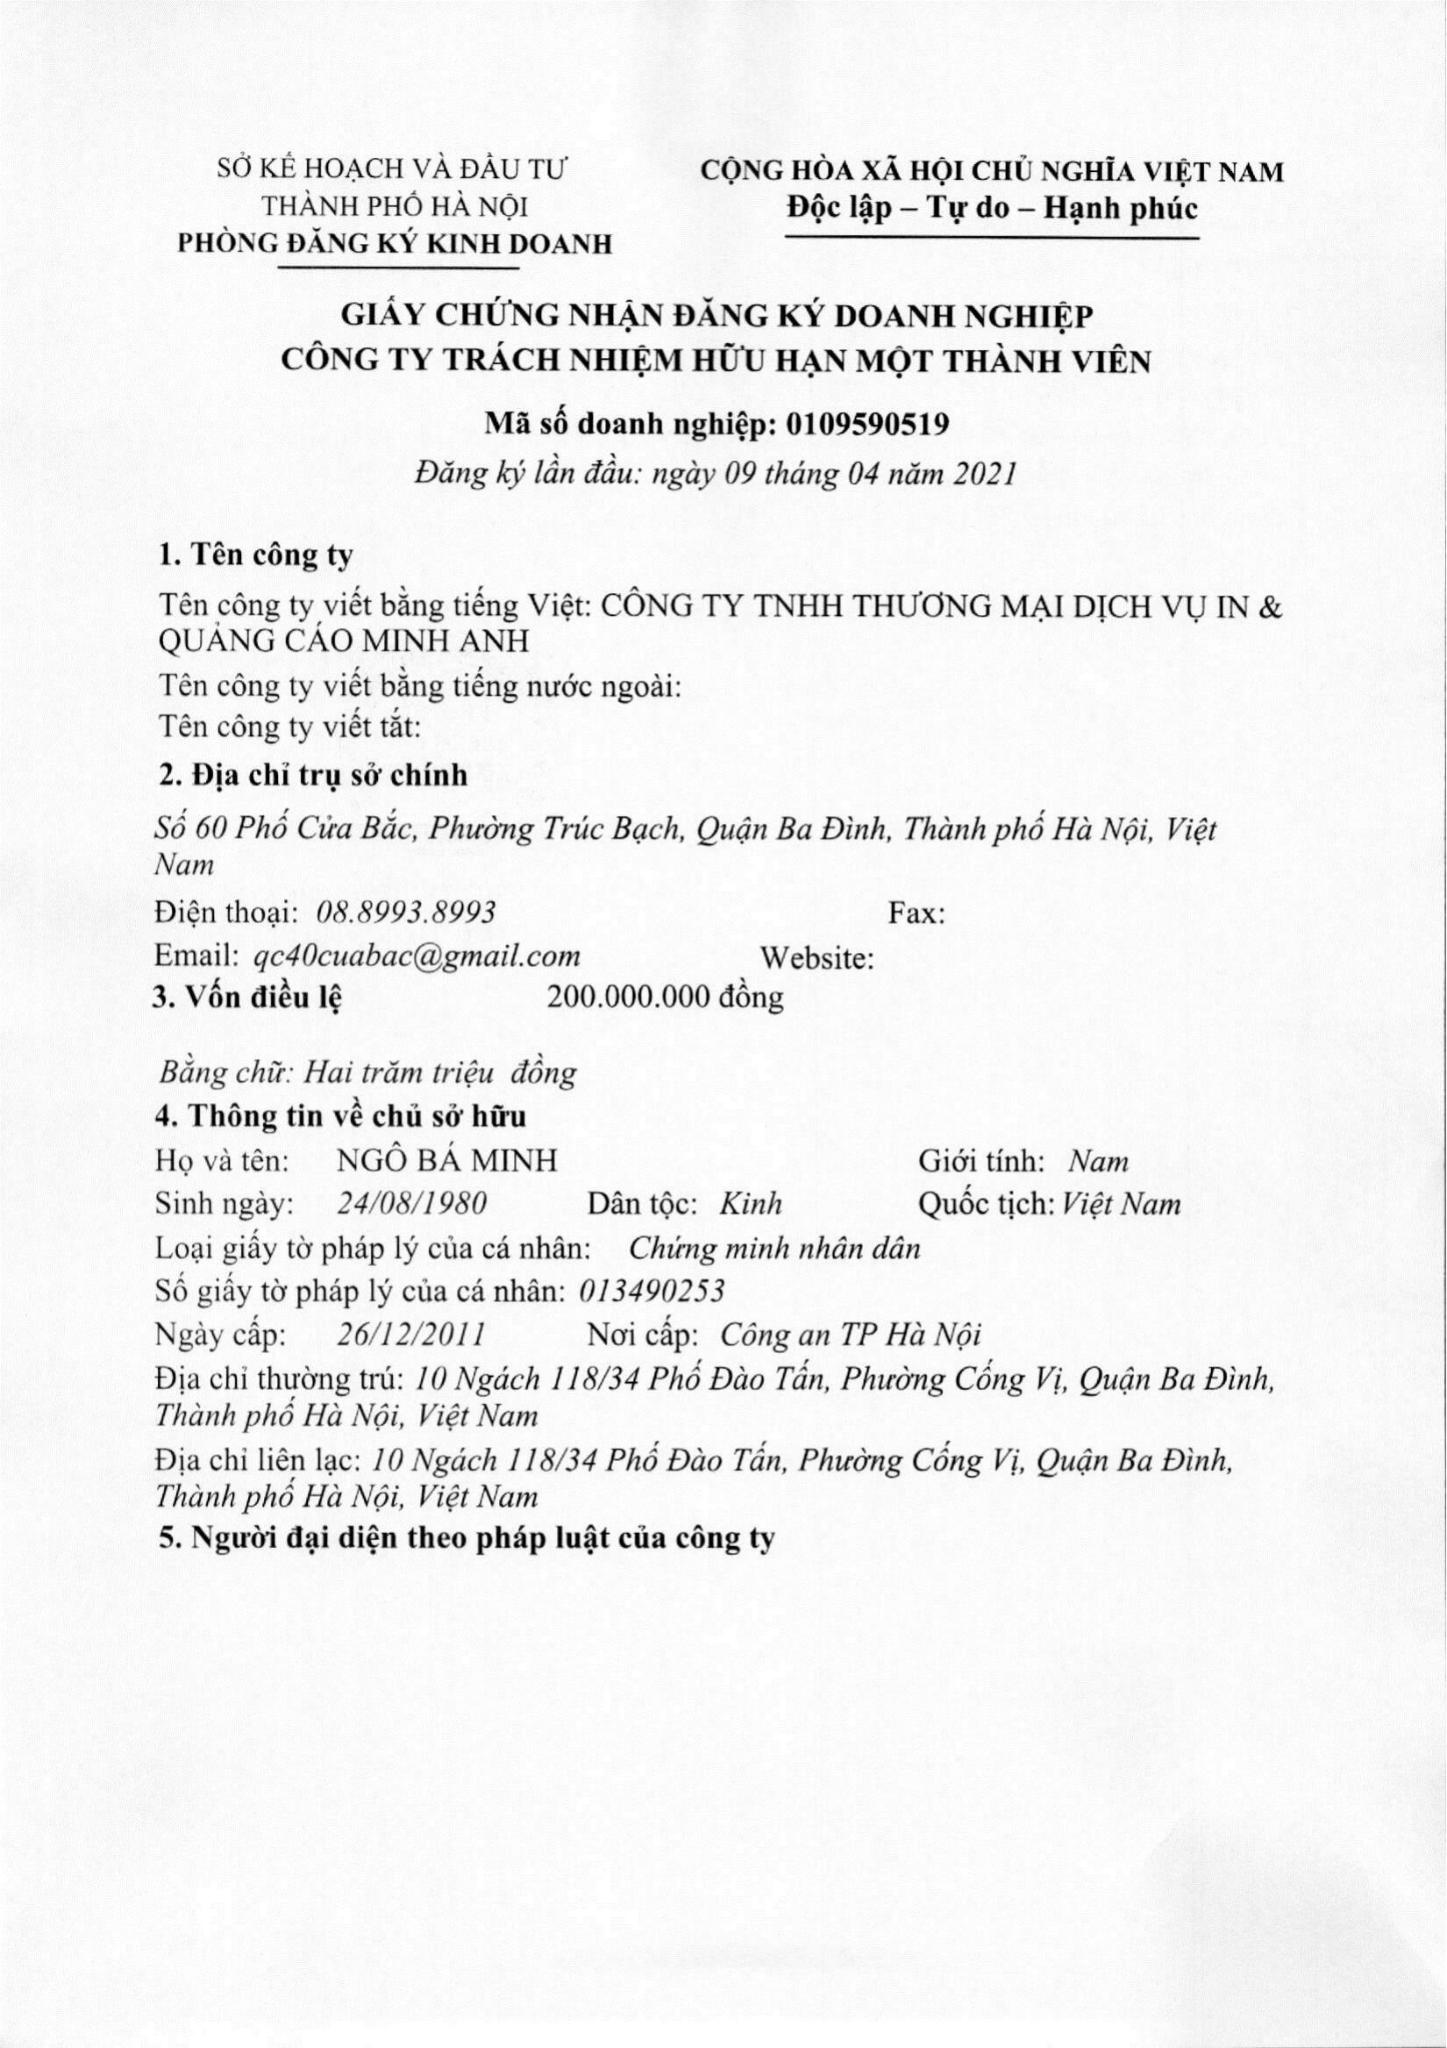 SỞ KẾ HOẠCH VÀ ĐẦU TƯ
THÀNH PHỐ HÀ NỘI
PHÒNG ĐĂNG KÝ KINH DOANH
CỘNG HÒA XÃ HỘI CHỦ NGHĨA VIỆT NAM
Độc lập – Tự do – Hạnh phúc
GIẤY CHỨNG NHẬN ĐĂNG KÝ DOANH NGHIỆP
CÔNG TY TRÁCH NHIỆM HỮU HẠN MỘT THÀNH VIÊN
Mã số doanh nghiệp: 0109590519
Đăng ký lần đầu: ngày 09 tháng 04 năm 2021
1. Tên công ty
Tên công ty viết bằng tiếng Việt: CÔNG TY TNHH THƯƠNG MẠI DỊCH VỤ IN &
QUẢNG CÁO MINH ANH
Tên công ty viết bằng tiếng nước ngoài:
Tên công ty viết tắt:
2. Địa chỉ trụ sở chính
Số 60 Phố Cửa Bắc, Phường Trúc Bạch, Quận Ba Đình, Thành phố Hà Nội, Việt
Nam
Điện thoại: 08.8993.8993 Fax:
Email: qc40cuabac@gmail.com Website:
3. Vốn điều lệ 200.000.000 đồng
Bằng chữ: Hai trăm triệu đồng
4. Thông tin về chủ sở hữu
Họ và tên: NGÔ BÁ MINH Giới tính: Nam
Sinh ngày: 24/08/1980 Dân tộc: Kinh Quốc tịch: Việt Nam
Loại giấy tờ pháp lý của cá nhân: Chứng minh nhân dân
Số giấy tờ pháp lý của cá nhân: 013490253
Ngày cấp: 26/12/2011 Nơi cấp: Công an TP Hà Nội
Địa chỉ thường trú: 10 Ngách 118/34 Phố Đào Tấn, Phường Cống Vị, Quận Ba Đình,
Thành phố Hà Nội, Việt Nam
Địa chỉ liên lạc: 10 Ngách 118/34 Phố Đào Tấn, Phường Cống Vị, Quận Ba Đình,
Thành phố Hà Nội, Việt Nam
5. Người đại diện theo pháp luật của công ty